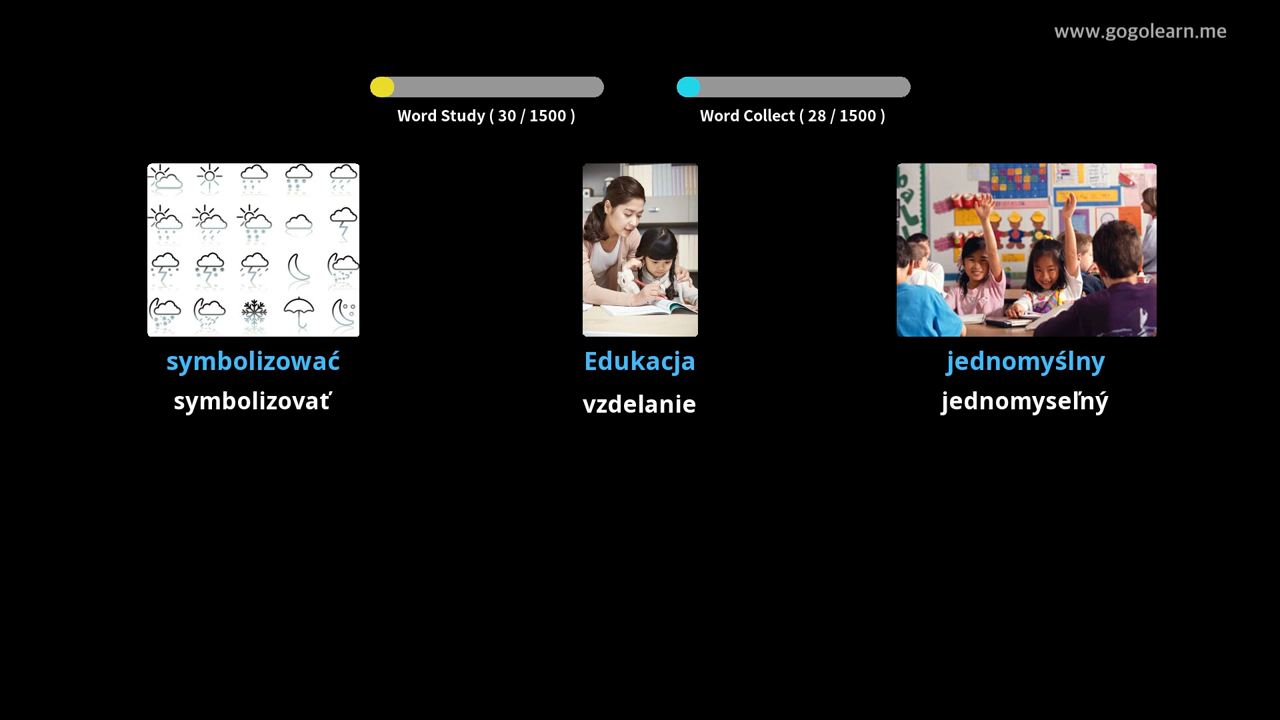 www.gogolearn.me
Word Study ( 30 / 1500 )
Word Collect ( 28 / 1500 )
symbolizować
symbolizovať
Edukacja
vzdelanie
jednomyślny
jednomyseľný